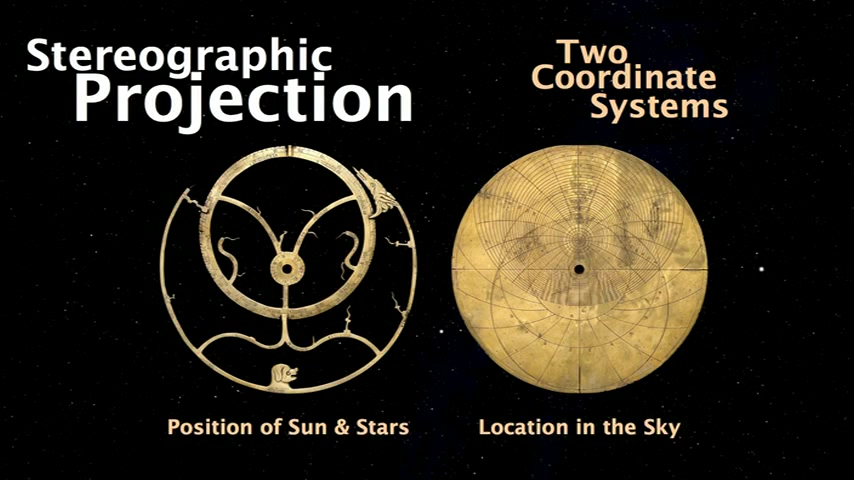 Stereographic
Projection
Two
Coordinate
Systems
Position of Sun & Stars
Location in the Sky